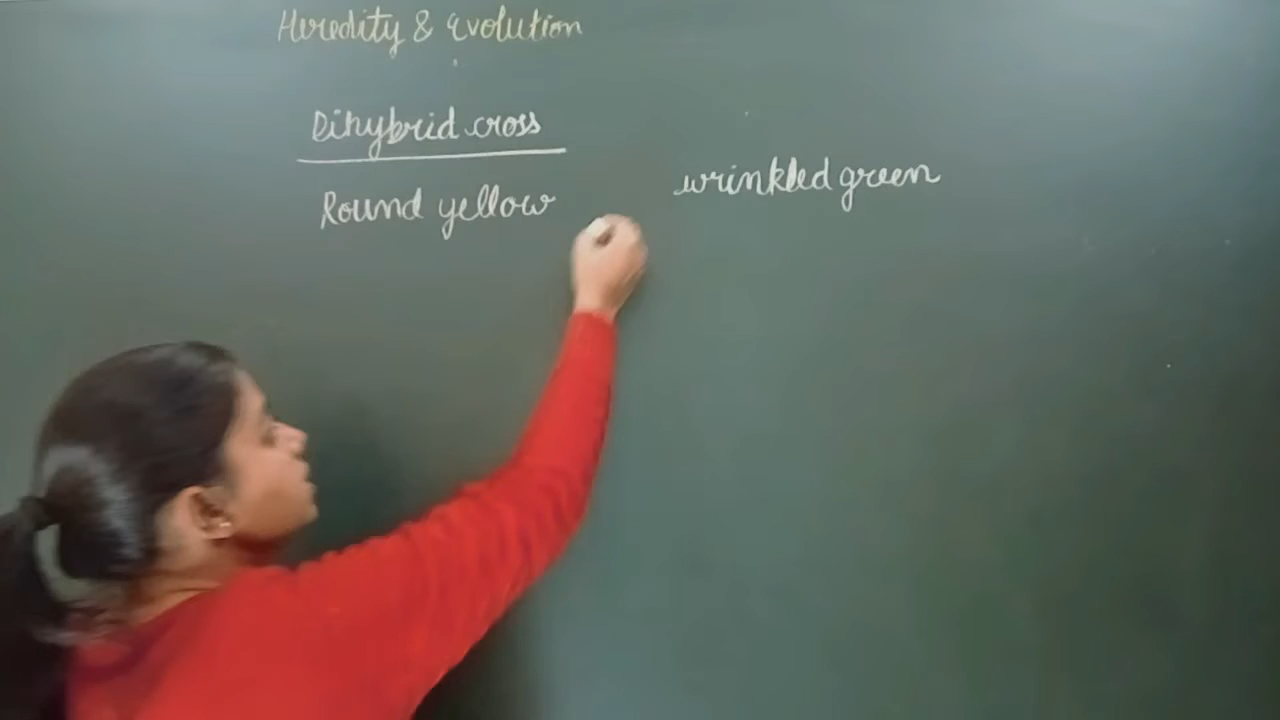 Heredity & Evolution
Dihybrid cross
Round yellow wrinkled green